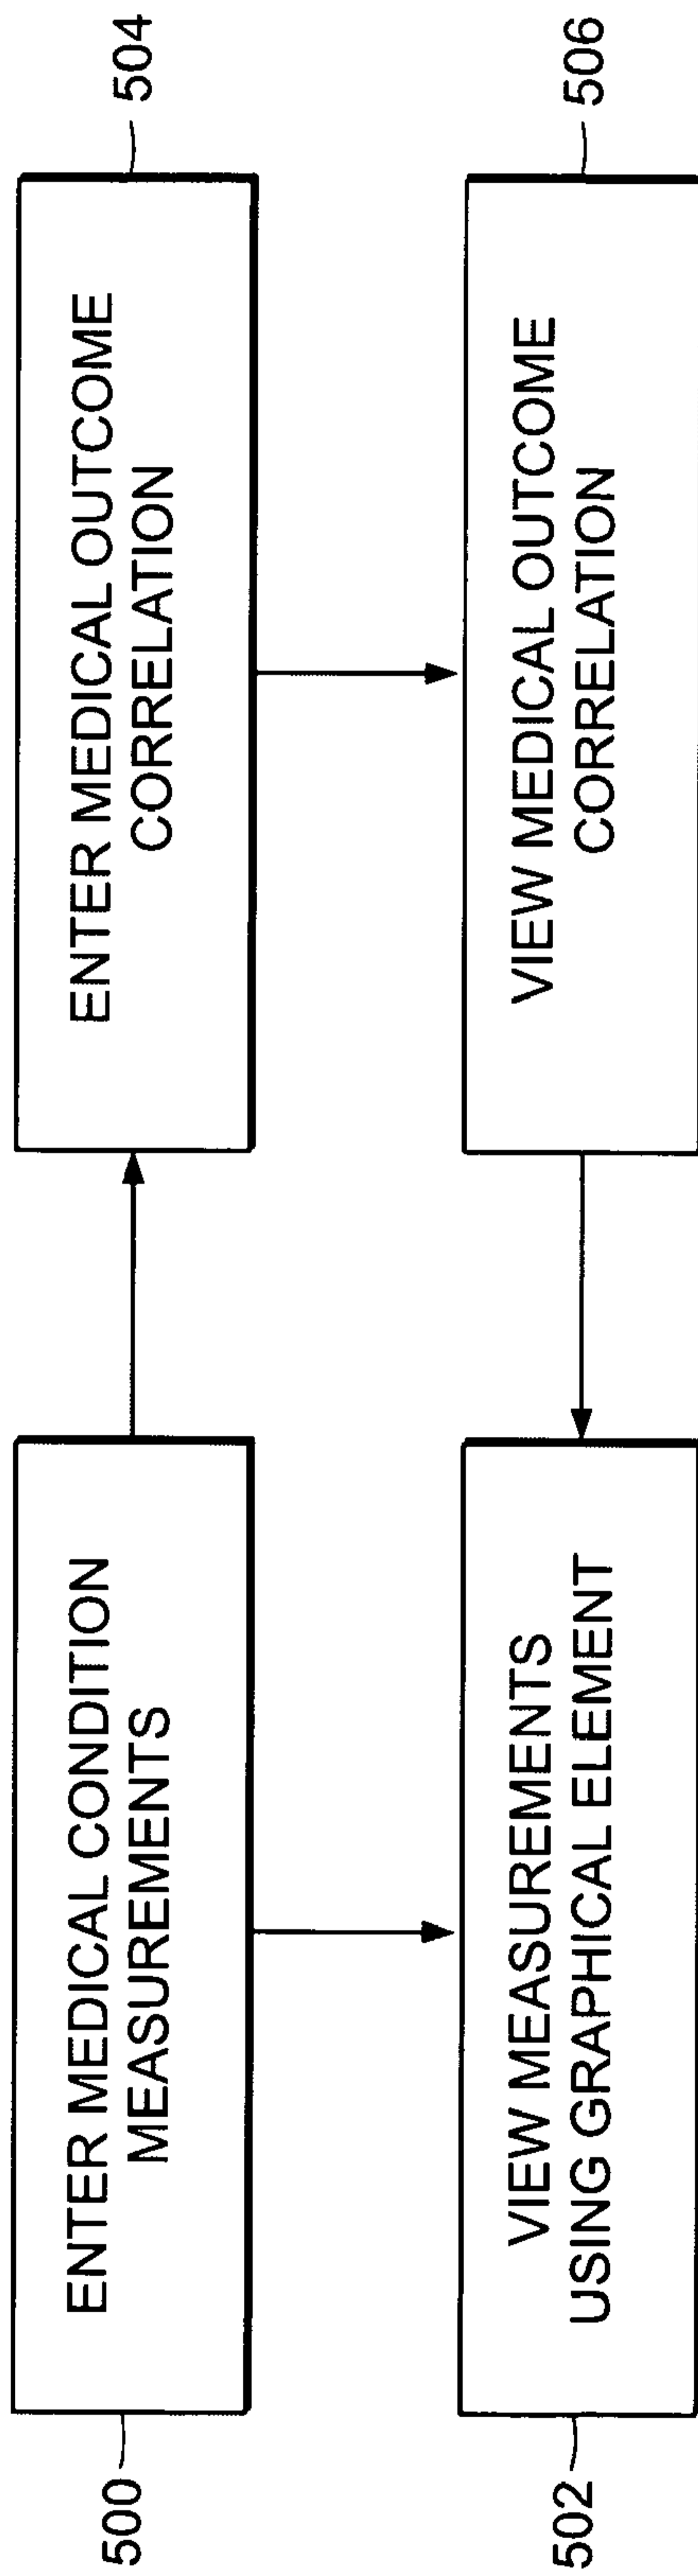 500
ENTER MEDICAL CONDITION
MEASUREMENTS
504
ENTER MEDICAL OUTCOME
CORRELATION
502
VIEW MEASUREMENTS
USING GRAPHICAL ELEMENT
506
VIEW MEDICAL OUTCOME
CORRELATION